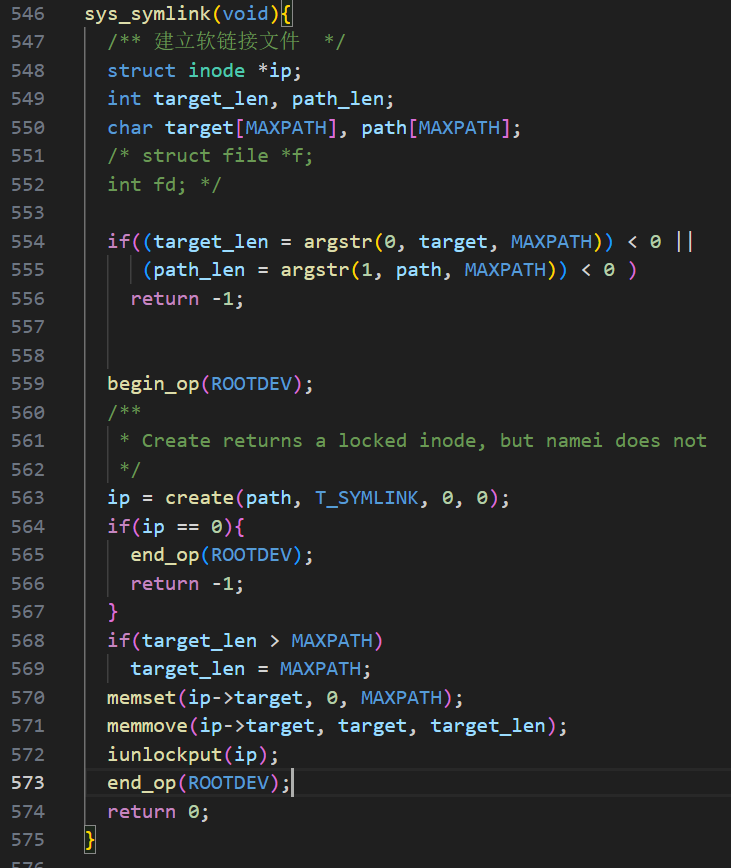 546 sys_symlink(void){
547 /** 建立软链接文件  */
548 struct inode *ip;
549 int target_len, path_len;
550 char target[MAXPATH], path[MAXPATH];
551 /* struct file *f;
552 int fd; */
553
554 if((target_len = argstr(0, target, MAXPATH)) < 0 ||
555 (path_len = argstr(1, path, MAXPATH)) < 0 )
556 return -1;
557
558
559 begin_op(ROOTDEV);
560 /**
561 * Create returns a locked inode, but namei does not
562 */
563 ip = create(path, T_SYMLINK, 0, 0);
564 if(ip == 0){
565 end_op(ROOTDEV);
566 return -1;
567 }
568 if(target_len > MAXPATH)
569 target_len = MAXPATH;
570 memset(ip->target, 0, MAXPATH);
571 memmove(ip->target, target, target_len);
572 iunlockput(ip);
573 end_op(ROOTDEV);
574 return 0;
575 }
576